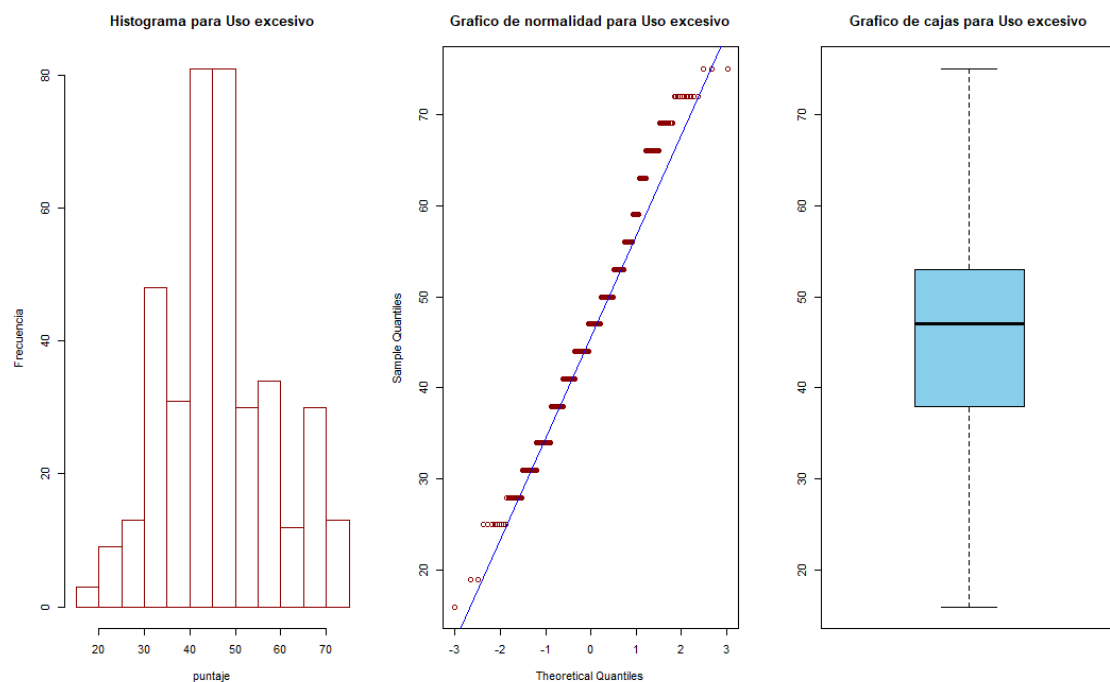 Histograma para Uso excesivo
Frecuencia
0
20
40
60
80
20 30 40 50 60 70
puntaje
Grafico de normalidad para Uso excesivo
Sample Quantiles
20
30
40
50
60
70
-3 -2 -1 0 1 2 3
Theoretical Quantiles
Grafico de cajas para Uso excesivo
20
30
40
50
60
70